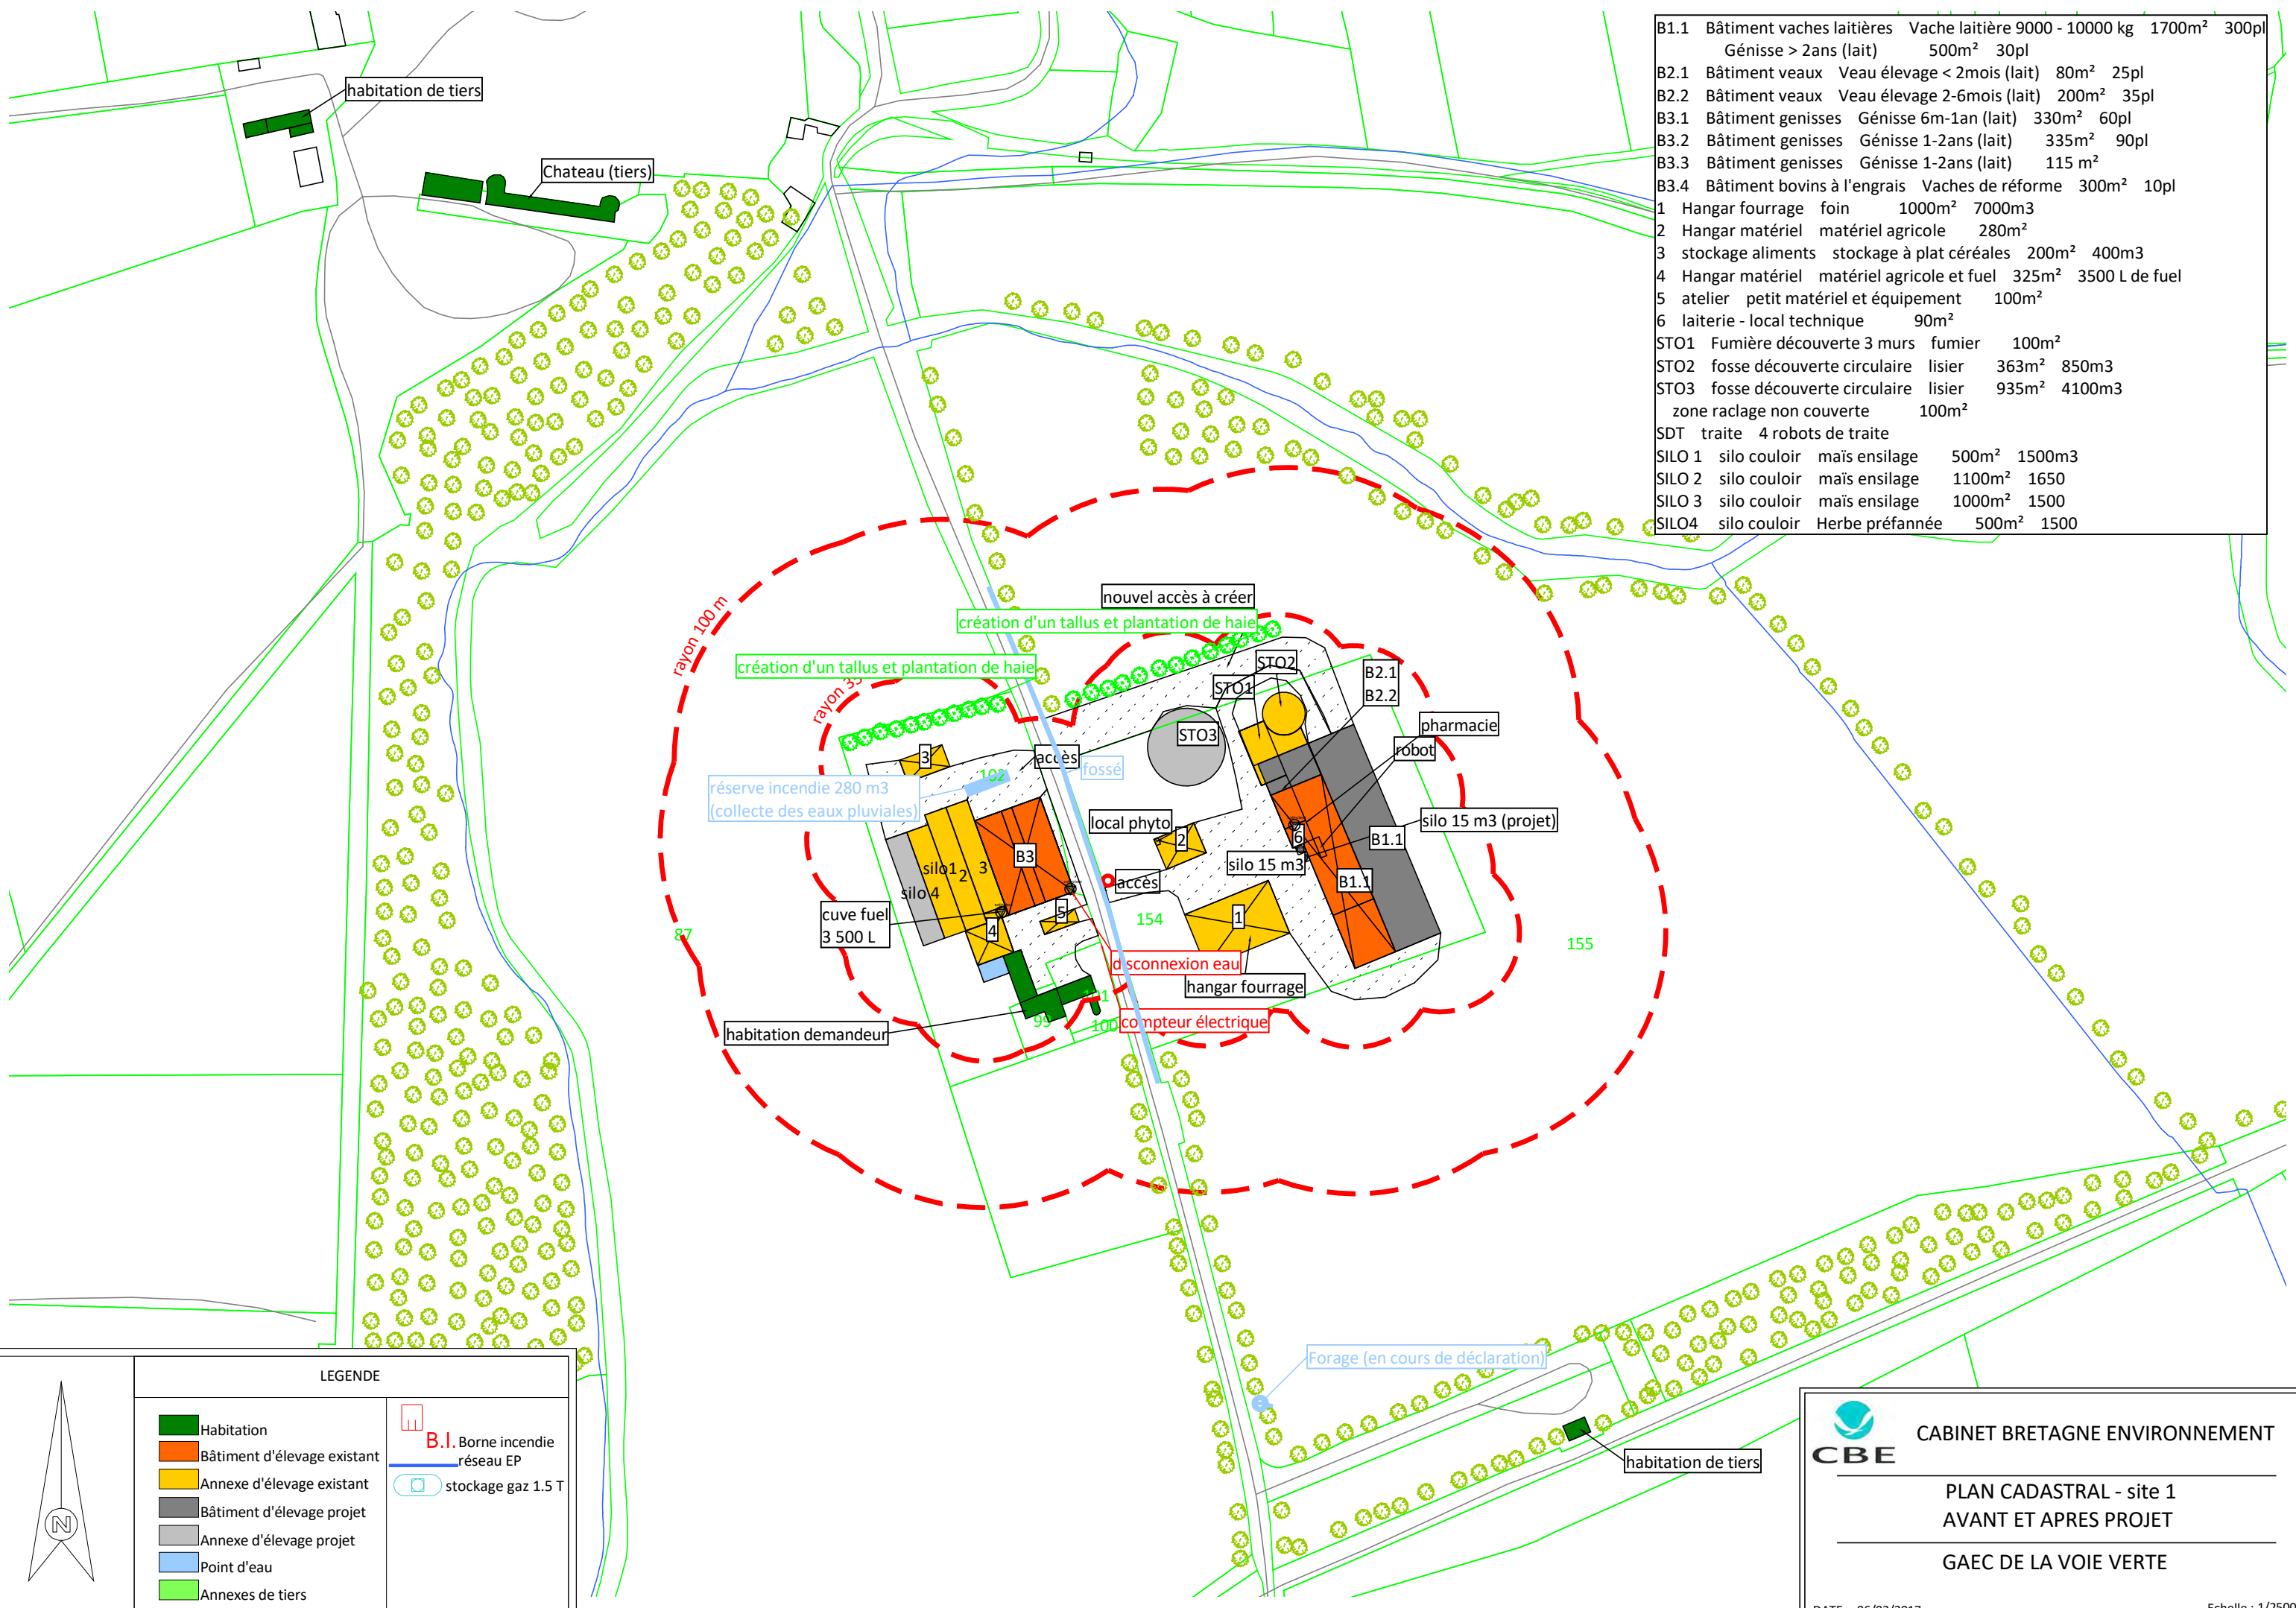 B1.1 Bâtiment vaches laitières Vache laitière 9000 - 10000 kg 1700m² 300pl
Génisse > 2ans (lait) 500m² 30pl
B2.1 Bâtiment veaux Veau élevage < 2mois (lait) 80m² 25pl
B2.2 Bâtiment veaux Veau élevage 2-6mois (lait) 200m² 35pl
B3.1 Bâtiment genisses Génisse 6m-1an (lait) 330m² 60pl
B3.2 Bâtiment genisses Génisse 1-2ans (lait) 335m² 90pl
B3.3 Bâtiment genisses Génisse 1-2ans (lait) 115 m²
B3.4 Bâtiment bovins à l'engrais Vaches de réforme 300m² 10pl
1 Hangar fourrage foin 1000m² 7000m3
2 Hangar matériel matériel agricole 280m²
3 stockage aliments stockage à plat céréales 200m² 400m3
4 Hangar matériel matériel agricole et fuel 325m² 3500 L de fuel
5 atelier petit matériel et équipement 100m²
6 laiterie - local technique 90m²
STO1 Fumière découverte 3 murs fumier 100m²
STO2 fosse découverte circulaire lisier 363m² 850m3
STO3 fosse découverte circulaire lisier 935m² 4100m3
zone raclage non couverte 100m²
SDT traite 4 robots de traite
SILO 1 silo couloir maïs ensilage 500m² 1500m3
SILO 2 silo couloir maïs ensilage 1100m² 1650
SILO 3 silo couloir maïs ensilage 1000m² 1500
SILO4 silo couloir Herbe préfannée 500m² 1500
habitation de tiers
Chateau (tiers)
rayon 100 m
nouvel accès à créer
création d'un tallus et plantation de haie
création d'un tallus et plantation de haie
STO2
B2.1
STO1
B2.2
pharmacie
STO3
robot
3
accès
fossé
102
réserve incendie 280 m3
(collecte des eaux pluviales)
silo 15 m3 (projet)
local phyto
2
6
B1.1
B3
silo1
2
3
silo 15 m3
silo 4
accès
B1.1
cuve fuel
3 500 L
5
1
154
4
87
155
disconnexion eau
hangar fourrage
101
99
100
compteur électrique
habitation demandeur
Forage (en cours de déclaration)
habitation de tiers
LEGENDE
Habitation
Bâtiment d'élevage existant
Annexe d'élevage existant
Bâtiment d'élevage projet
Annexe d'élevage projet
Point d'eau
Annexes de tiers
B.I. Borne incendie
réseau EP
stockage gaz 1.5 T
N
CBE
CABINET BRETAGNE ENVIRONNEMENT
PLAN CADASTRAL - site 1
AVANT ET APRES PROJET
GAEC DE LA VOIE VERTE